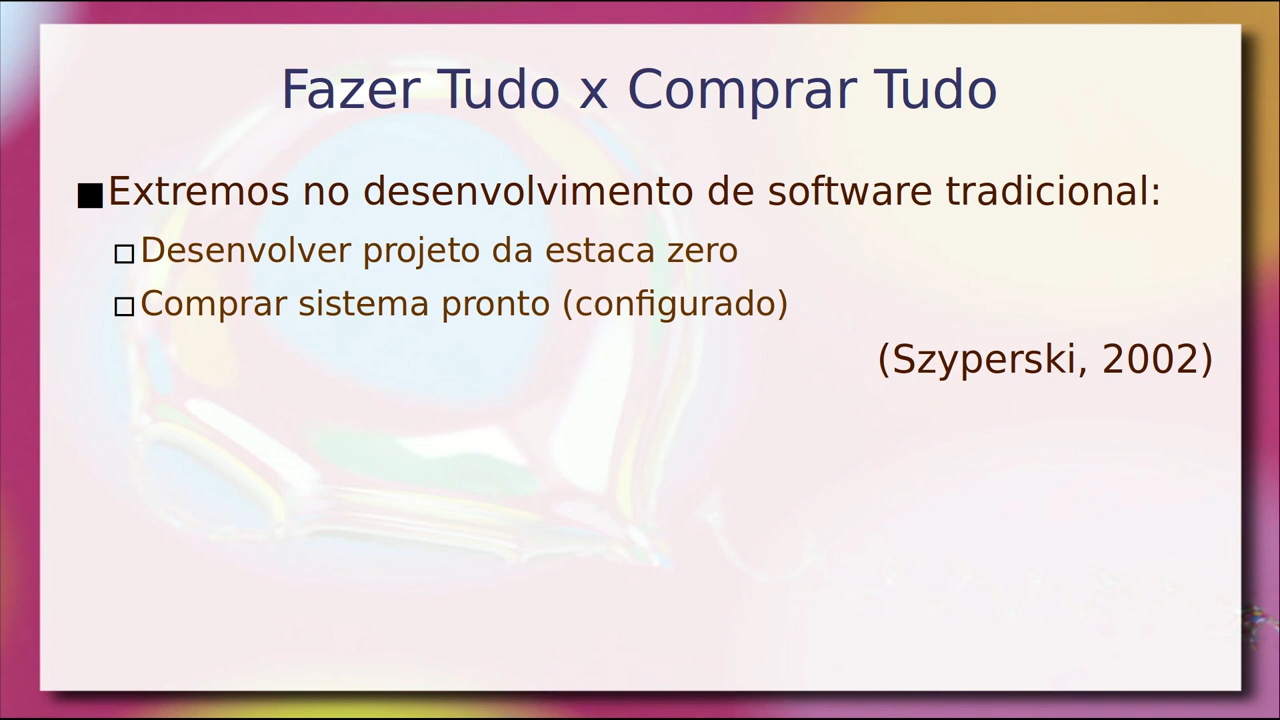 Fazer Tudo x Comprar Tudo
■Extremos no desenvolvimento de software tradicional:
□Desenvolver projeto da estaca zero
□Comprar sistema pronto (configurado)
(Szyperski, 2002)